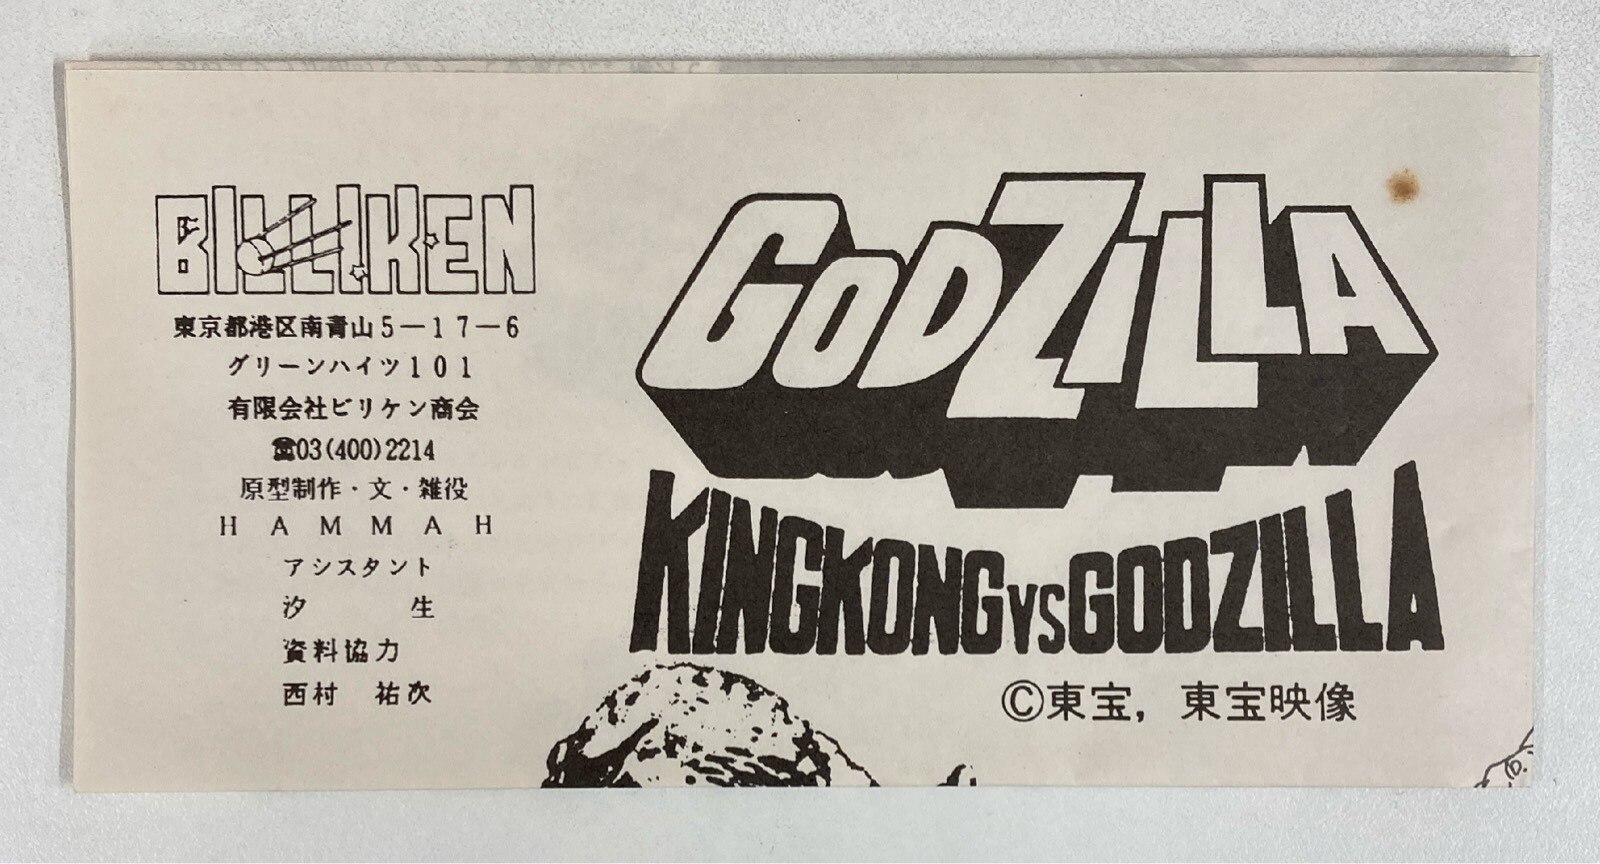 BILLIKEN
東京都港区南青山5−17−6
グリーンハイツ101
有限会社ビリケン商会
☎03(400)2214
原型制作・文・雑役
HAMMAH
アシスタント
汐 生
資料協力
西村 祐次
GODZILLA
KINGKONG VS GODZILLA
©東宝，東宝映像